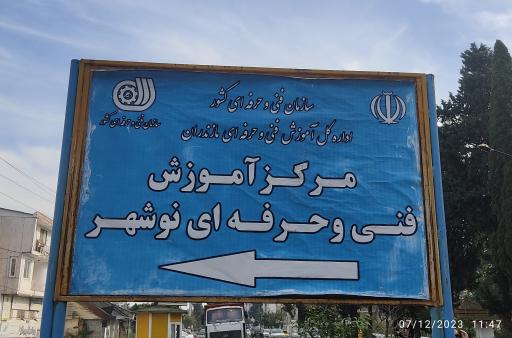 سازمان فنی و حرفه ای کشور
سازمان فنی و حرفه ای کشور
اداره کل آموزش فنی و حرفه ای مازندران
مرکز آموزش
فنی و حرفه ای نوشهر
07/12/2023 11:47